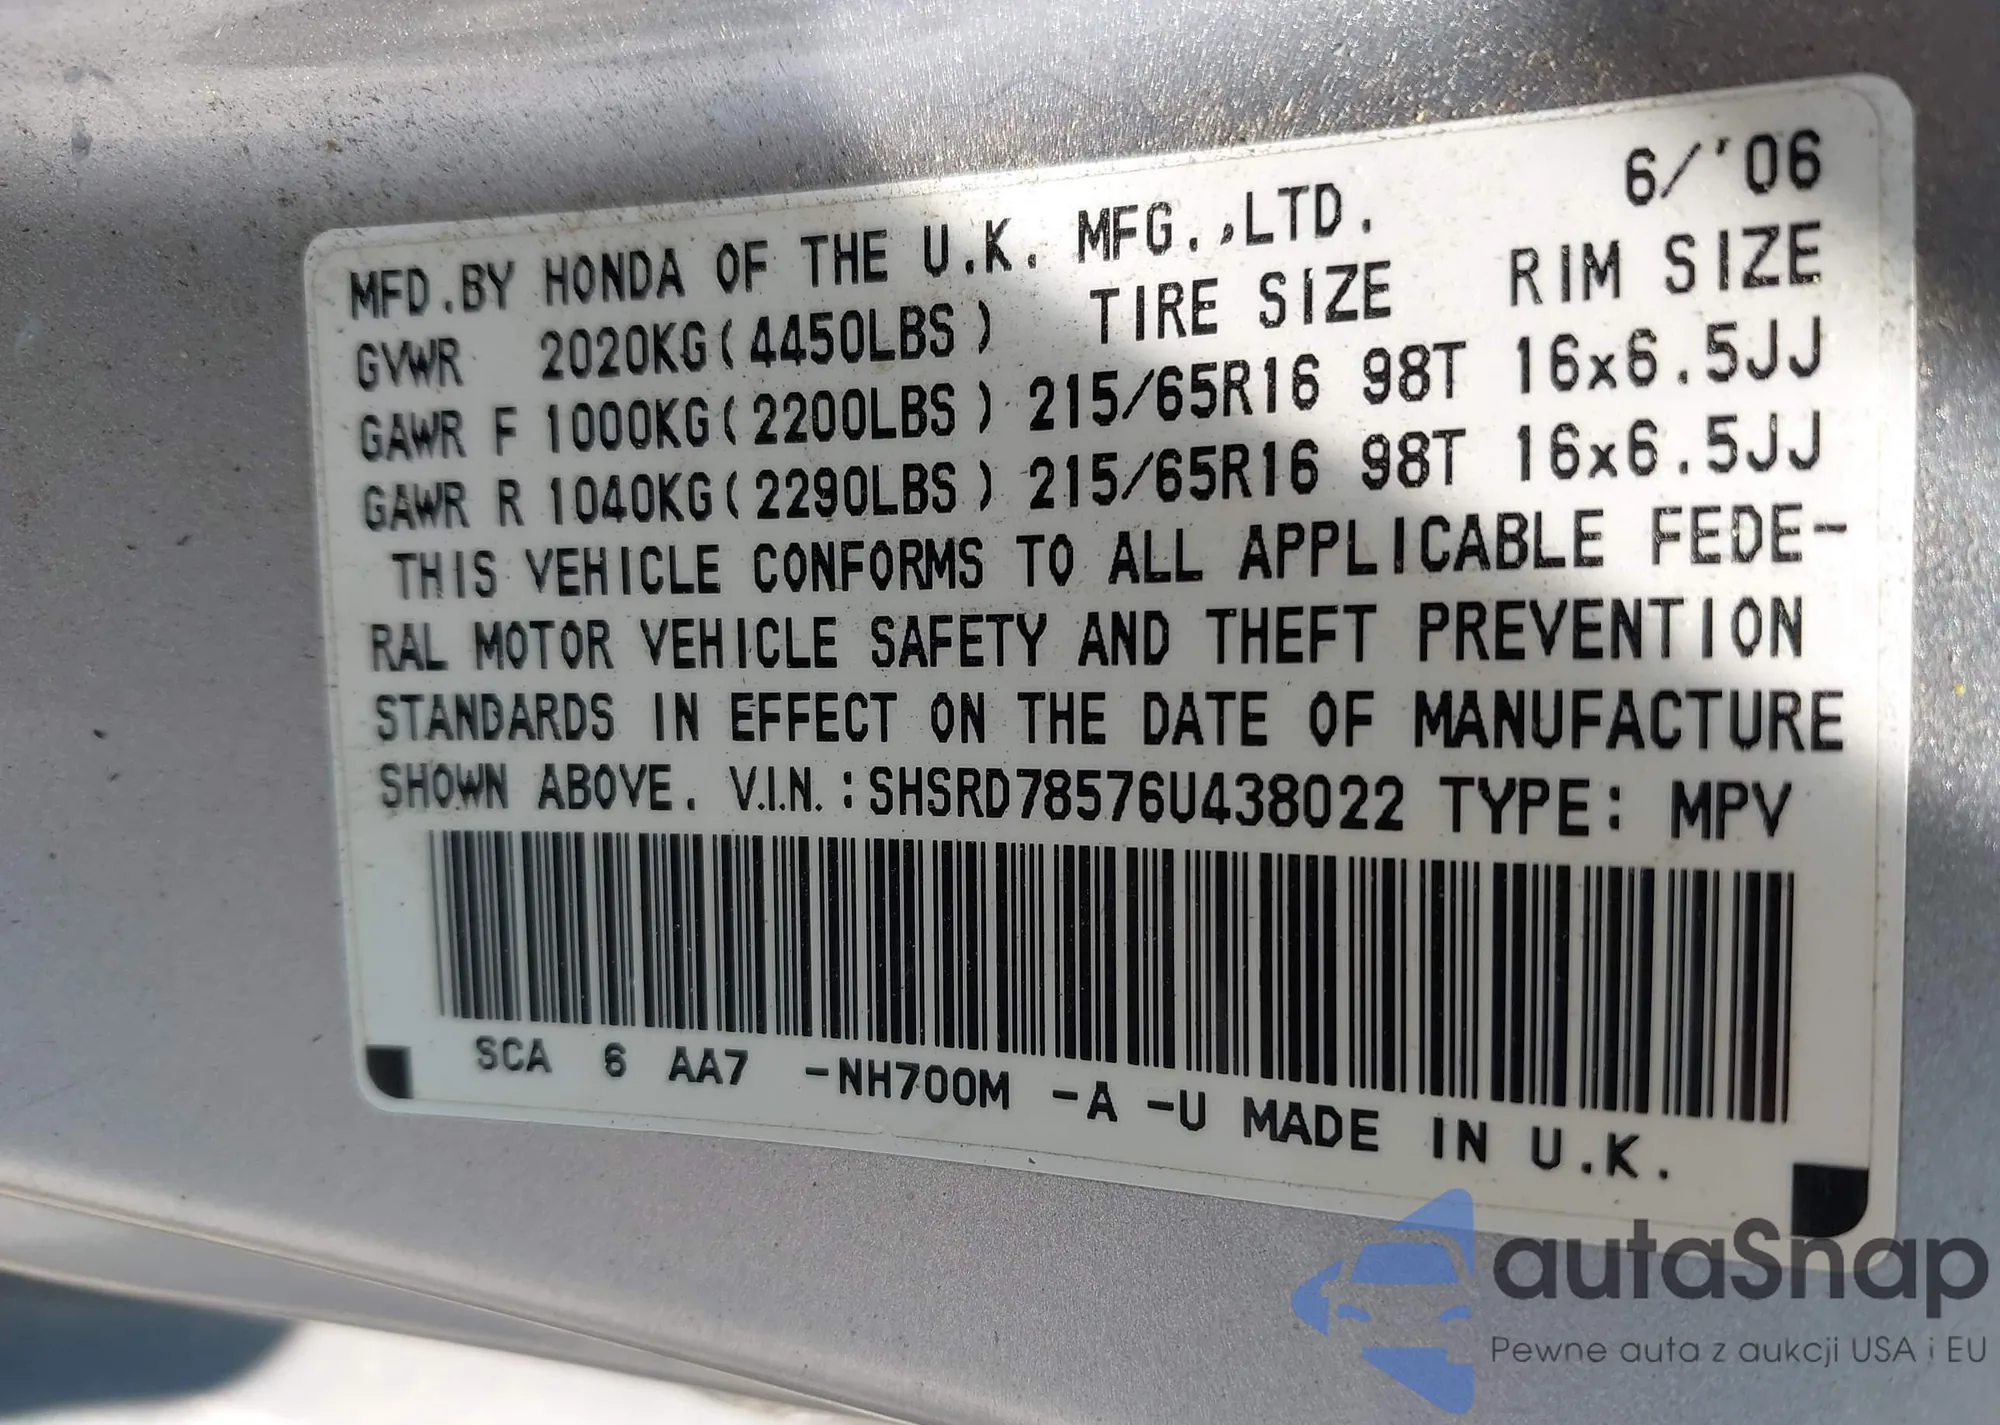 6/'06
MFD.BY HONDA OF THE U.K. MFG.,LTD.
GVWR 2020KG(4450LBS) TIRE SIZE RIM SIZE
GAWR F 1000KG(2200LBS) 215/65R16 98T 16x6.5JJ
GAWR R 1040KG(2290LBS) 215/65R16 98T 16x6.5JJ
THIS VEHICLE CONFORMS TO ALL APPLICABLE FEDE-
RAL MOTOR VEHICLE SAFETY AND THEFT PREVENTION
STANDARDS IN EFFECT ON THE DATE OF MANUFACTURE
SHOWN ABOVE. V.I.N.:SHSRD78576U438022 TYPE: MPV
SCA 6 AA7 -NH700M -A -U MADE IN U.K.
autaSnap
Pewne auta z aukcji USA i EU